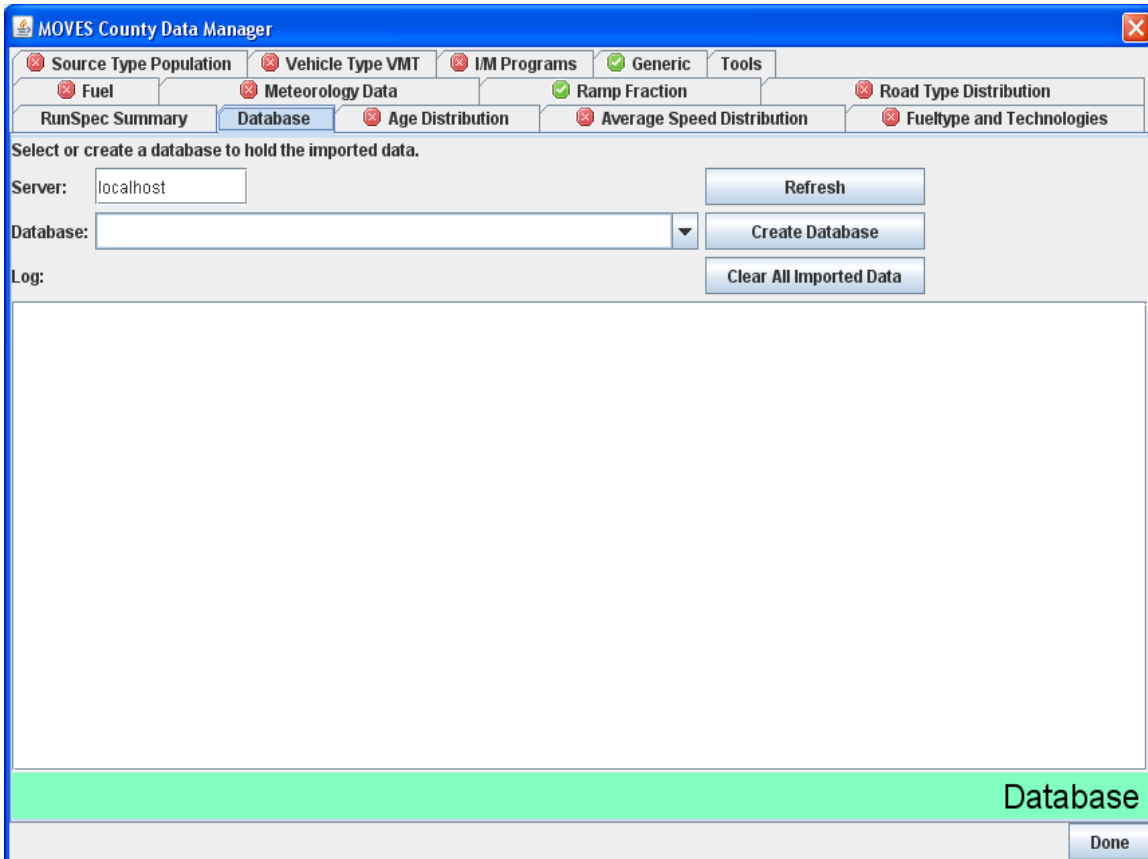 MOVES County Data Manager
Source Type Population Vehicle Type VMT I/M Programs Generic Tools
Fuel Meteorology Data Ramp Fraction Road Type Distribution
RunSpec Summary Database Age Distribution Average Speed Distribution Fueltype and Technologies
Select or create a database to hold the imported data.
Server: localhost Refresh
Database: Create Database
Log: Clear All Imported Data
Database
Done